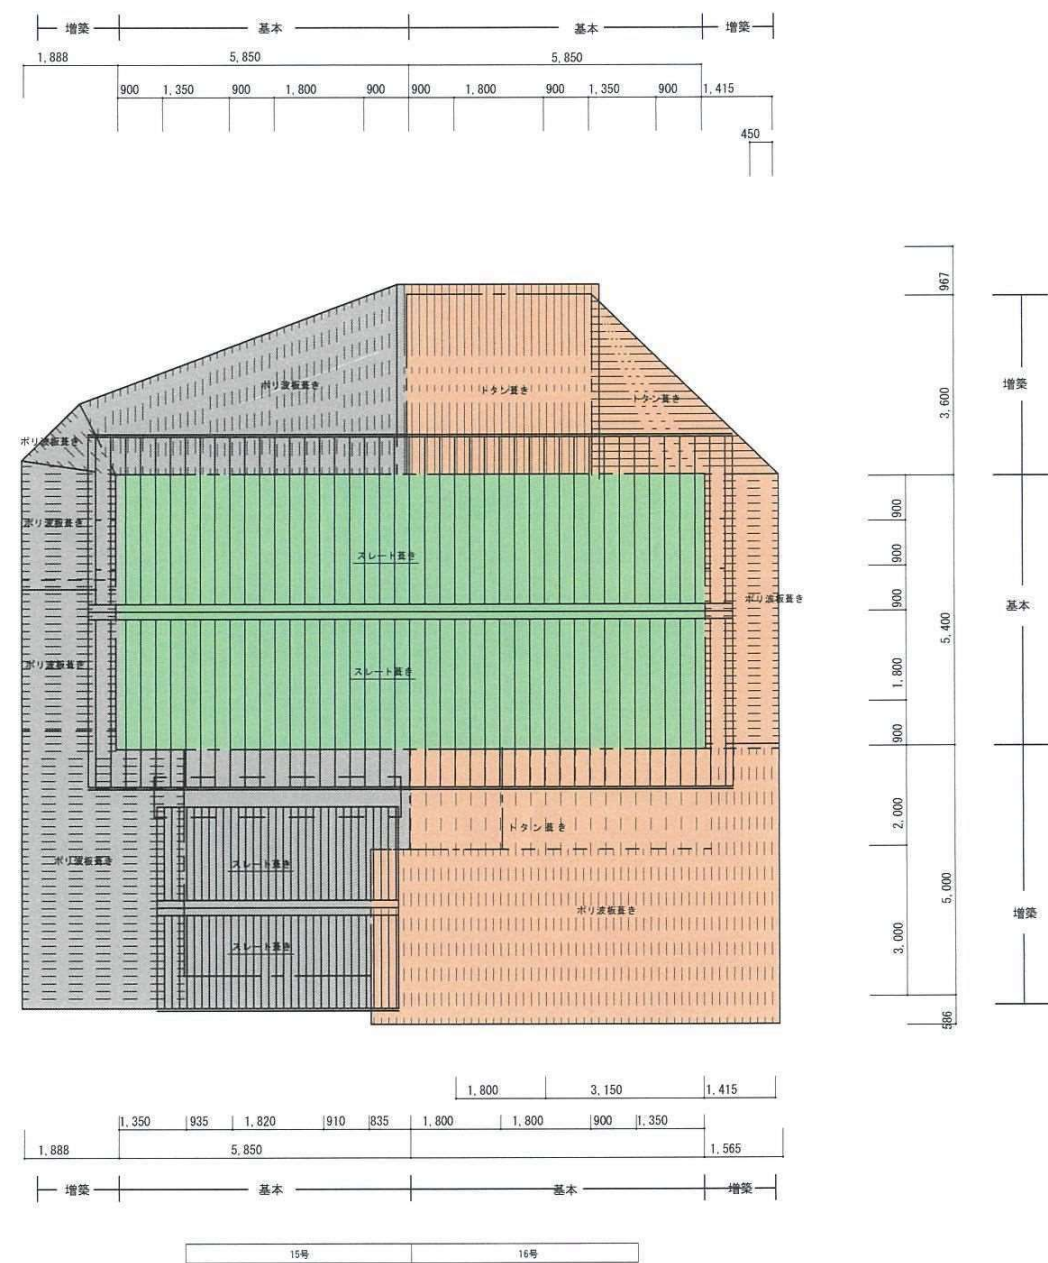 増築 基本 基本 増築
1,888 5,850 5,850
900 1,350 900 1,800 900 900 1,800 900 1,350 900 1,415
450
967
3,600
増築
ポリ波板葺き
トタン葺き
トタン葺き
ポリ波板葺き
ポリ波板葺き
スレート葺き
900
900
900
1,800
900
5,400
基本
ポリ波板葺き
ポリ波板葺き
スレート葺き
トタン葺き
ポリ波板葺き
スレート葺き
ポリ波板葺き
スレート葺き
2,000
3,000
5,000
586
増築
1,800 3,150 1,415
1,350 935 1,820 910 835 1,800 1,800 900 1,350
1,888 5,850 1,565
増築 基本 基本 増築
15号 16号